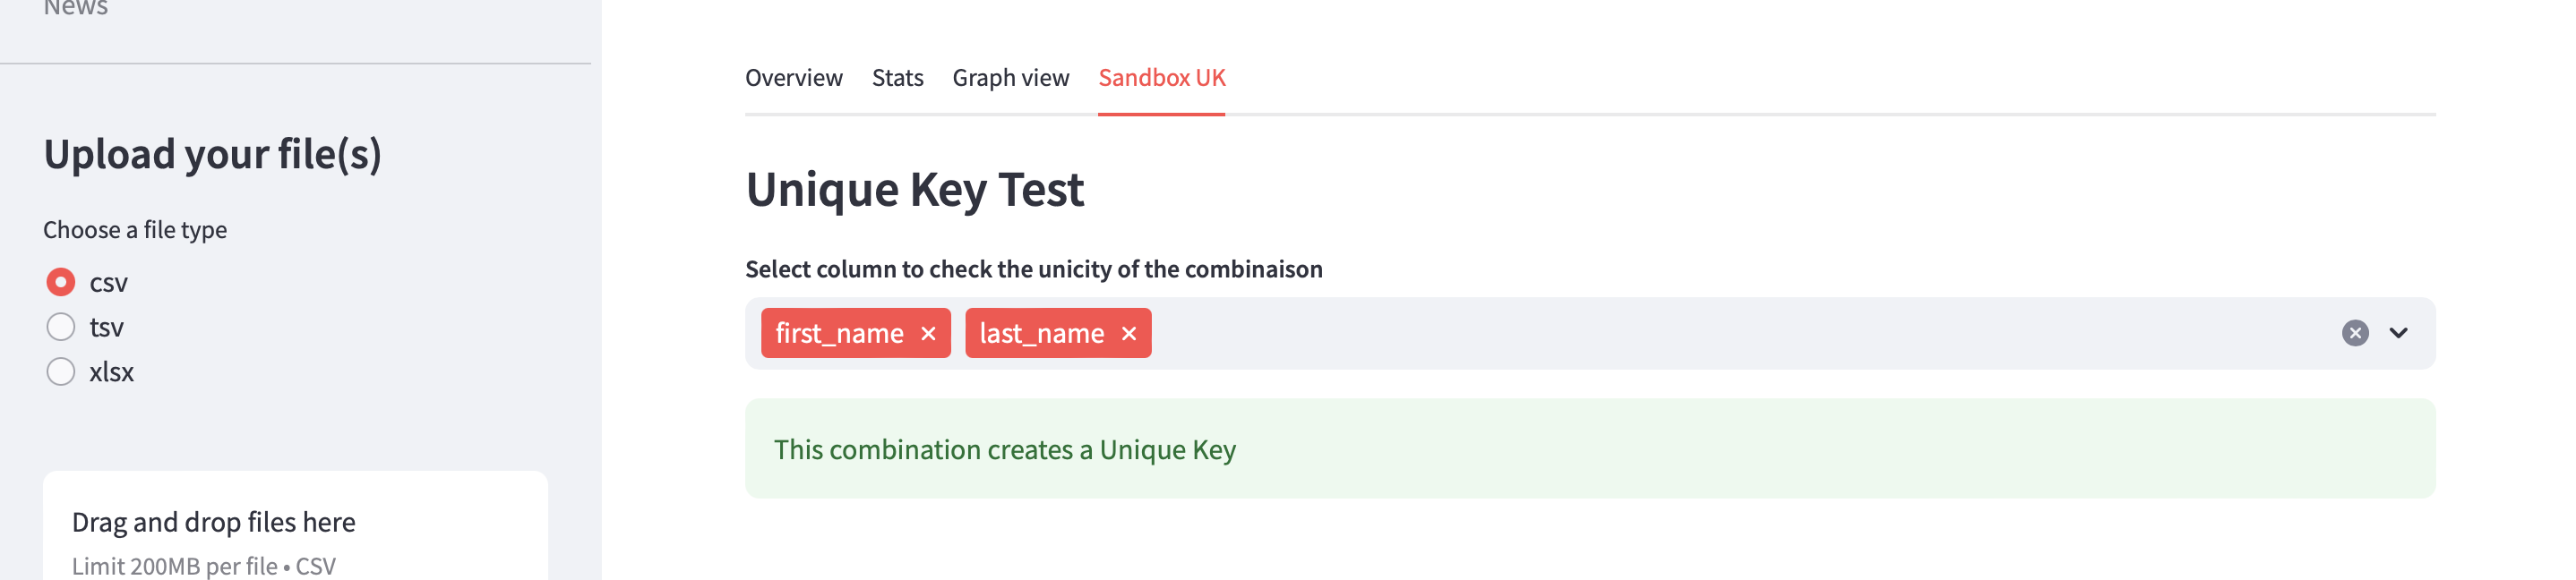 News
Upload your file(s)
Choose a file type
csv
tsv
xlsx
Drag and drop files here
Limit 200MB per file • CSV
Overview Stats Graph view Sandbox UK
Unique Key Test
Select column to check the unicity of the combinaison
first_name × last_name ×
This combination creates a Unique Key